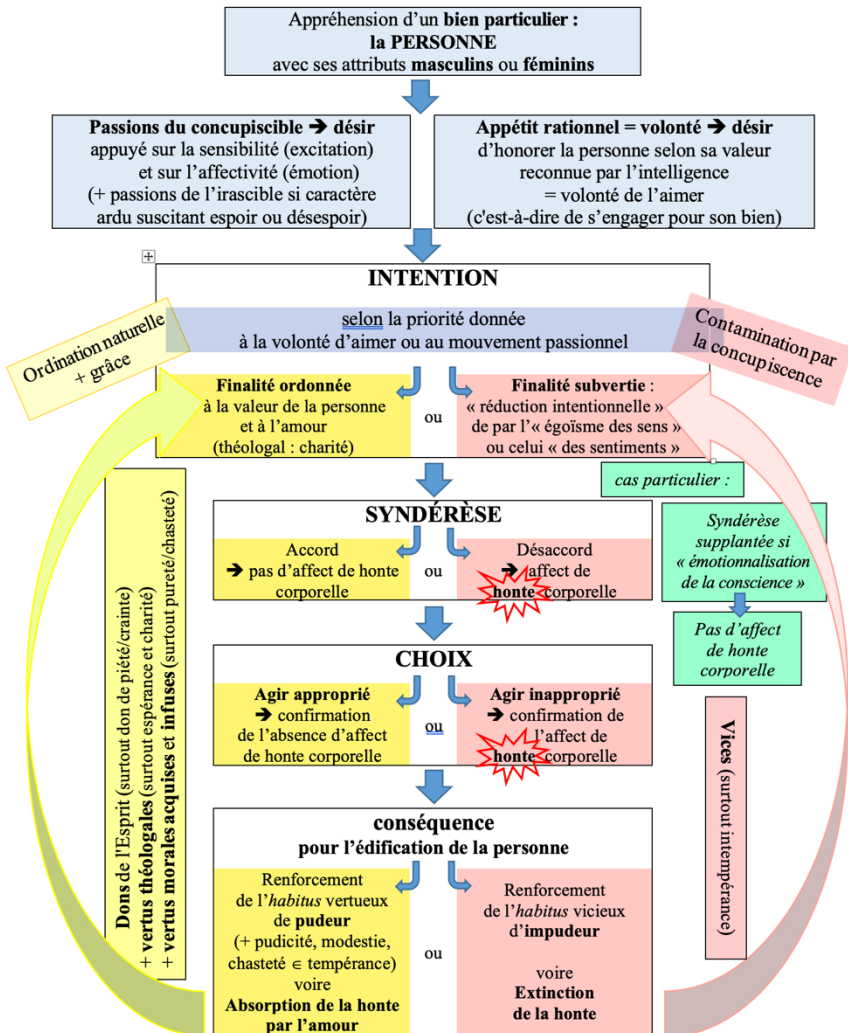 Appréhension d’un bien particulier :
la PERSONNE
avec ses attributs masculins ou féminins
Passions du concupiscible ➔ désir
appuyé sur la sensibilité (excitation)
et sur l’affectivité (émotion)
(+ passions de l’irascible si caractère
ardu suscitant espoir ou désespoir)
Appétit rationnel = volonté ➔ désir
d’honorer la personne selon sa valeur
reconnue par l’intelligence
= volonté de l’aimer
(c'est-à-dire de s’engager pour son bien)
INTENTION
selon la priorité donnée
à la volonté d’aimer ou au mouvement passionnel
Ordination naturelle
+ grâce
Contamination par
la concupiscence
Finalité ordonnée
à la valeur de la personne
et à l’amour
(théologal : charité)
ou
Finalité subvertie :
« réduction intentionnelle »
de par l’« égoïsme des sens »
ou celui « des sentiments »
cas particulier :
Syndérèse
supplantée si
« émotionnalisation
de la conscience »
Pas d’affect
de honte
corporelle
SYNDÉRÈSE
Accord
➔ pas d’affect de honte
corporelle
ou
Désaccord
➔ affect de
honte corporelle
CHOIX
Agir approprié
➔ confirmation
de l’absence d’affect
de honte corporelle
ou
Agir inapproprié
➔ confirmation de
l’affect de
honte corporelle
conséquence
pour l’édification de la personne
Renforcement
de l’habitus vertueux
de pudeur
(+ pudicité, modestie,
chasteté ∈ tempérance)
voire
Absorption de la honte
par l’amour
ou
Renforcement
de l’habitus vicieux
d’impudeur
voire
Extinction
de la honte
Dons de l'Esprit (surtout don de piété/crainte)
+ vertus théologales (surtout espérance et charité)
+ vertus morales acquises et infuses (surtout pureté/chasteté)
Vices (surtout intempérance)